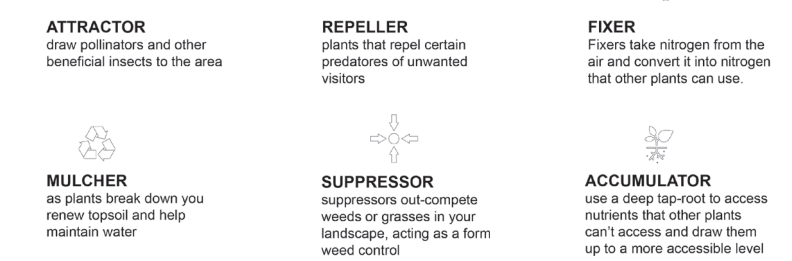 ATTRACTOR
draw pollinators and other
beneficial insects to the area
REPELLER
plants that repel certain
predatores of unwanted
visitors
FIXER
Fixers take nitrogen from the
air and convert it into nitrogen
that other plants can use.
MULCHER
as plants break down you
renew topsoil and help
maintain water
SUPPRESSOR
suppressors out-compete
weeds or grasses in your
landscape, acting as a form
weed control
ACCUMULATOR
use a deep tap-root to access
nutrients that other plants
can't access and draw them
up to a more accessible level